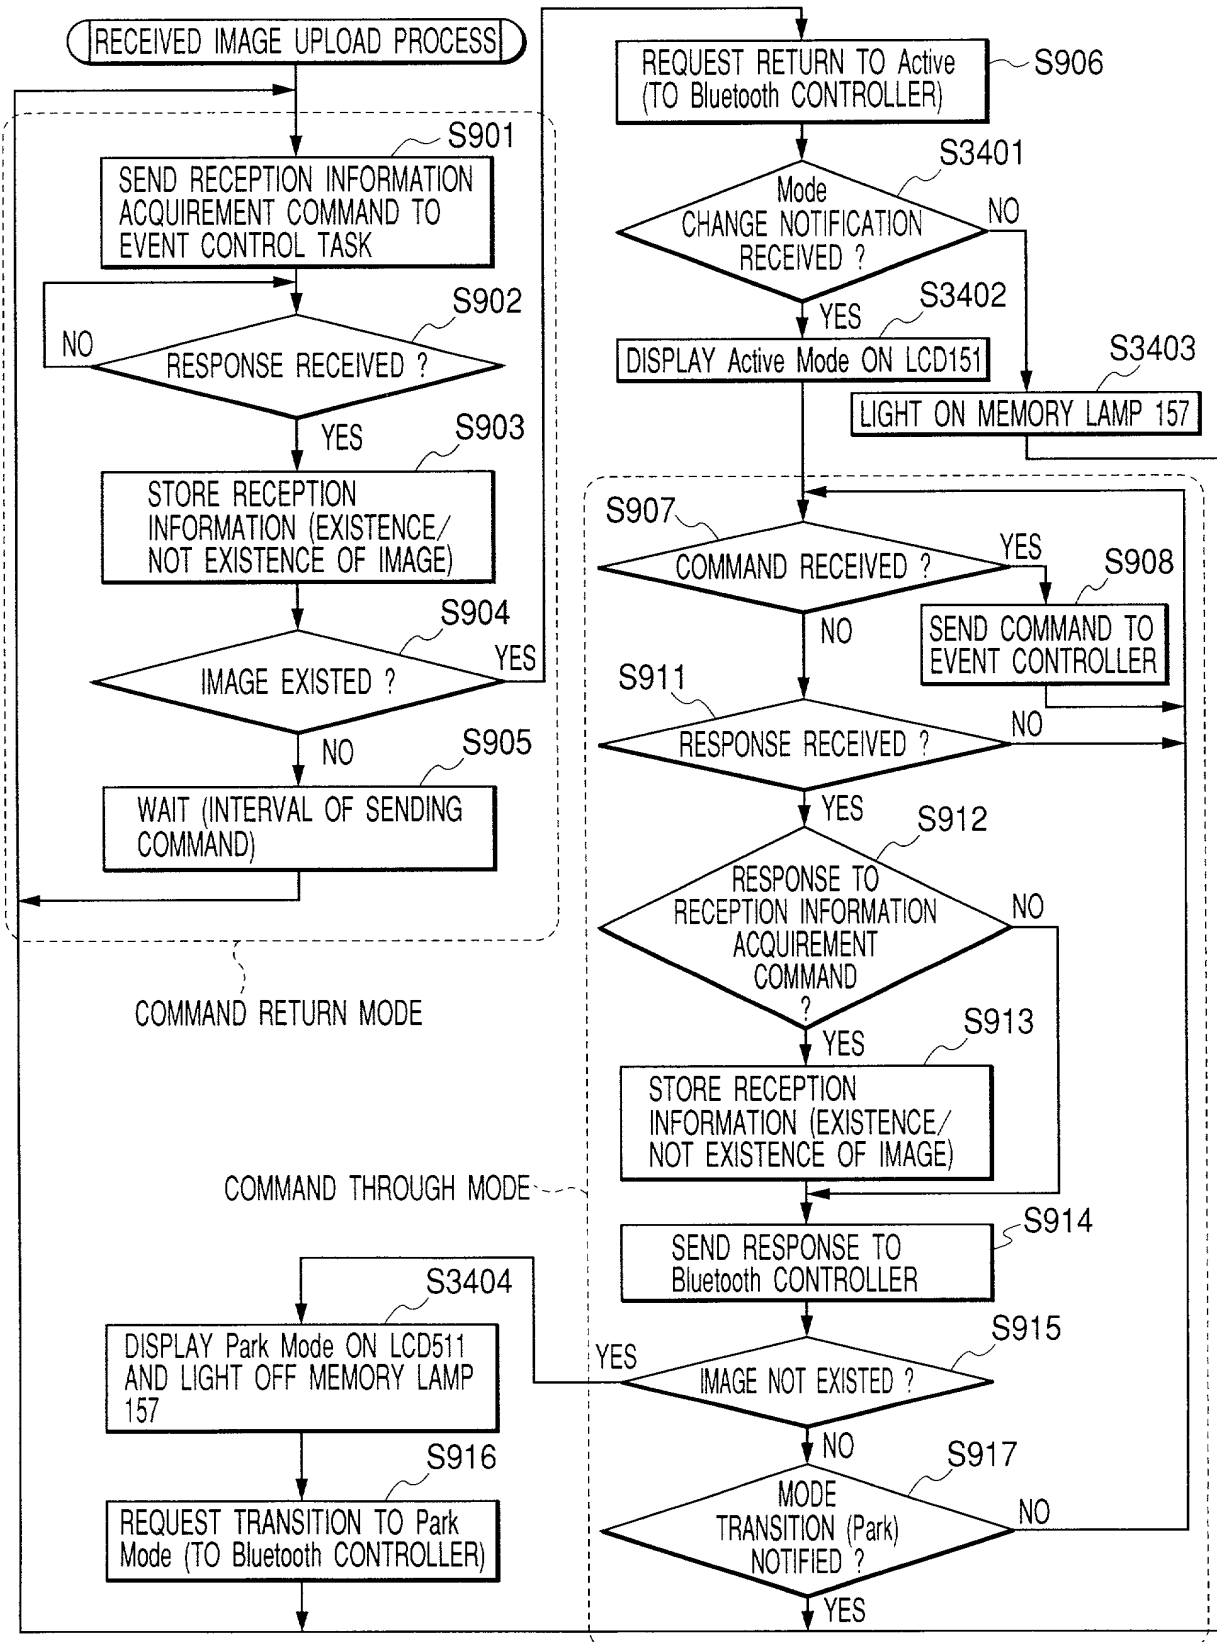 RECEIVED IMAGE UPLOAD PROCESS
S901
SEND RECEPTION INFORMATION
ACQUIREMENT COMMAND TO
EVENT CONTROL TASK
S902
NO
RESPONSE RECEIVED ?
YES
S903
STORE RECEPTION
INFORMATION (EXISTENCE/
NOT EXISTENCE OF IMAGE)
S904
IMAGE EXISTED ?
YES
NO
S905
WAIT (INTERVAL OF SENDING
COMMAND)
COMMAND RETURN MODE
REQUEST RETURN TO Active
(TO Bluetooth CONTROLLER)
S906
S3401
Mode
CHANGE NOTIFICATION
RECEIVED ?
NO
YES
S3402
DISPLAY Active Mode ON LCD151
S3403
LIGHT ON MEMORY LAMP 157
S907
COMMAND RECEIVED ?
YES
S908
NO
SEND COMMAND TO
EVENT CONTROLLER
S911
RESPONSE RECEIVED ?
NO
YES
S912
RESPONSE TO
RECEPTION INFORMATION
ACQUIREMENT
COMMAND
?
NO
YES
S913
STORE RECEPTION
INFORMATION (EXISTENCE/
NOT EXISTENCE OF IMAGE)
COMMAND THROUGH MODE
S914
SEND RESPONSE TO
Bluetooth CONTROLLER
S915
IMAGE NOT EXISTED ?
YES
NO
S3404
DISPLAY Park Mode ON LCD511
AND LIGHT OFF MEMORY LAMP
157
S916
REQUEST TRANSITION TO Park
Mode (TO Bluetooth CONTROLLER)
S917
MODE
TRANSITION (Park)
NOTIFIED ?
NO
YES